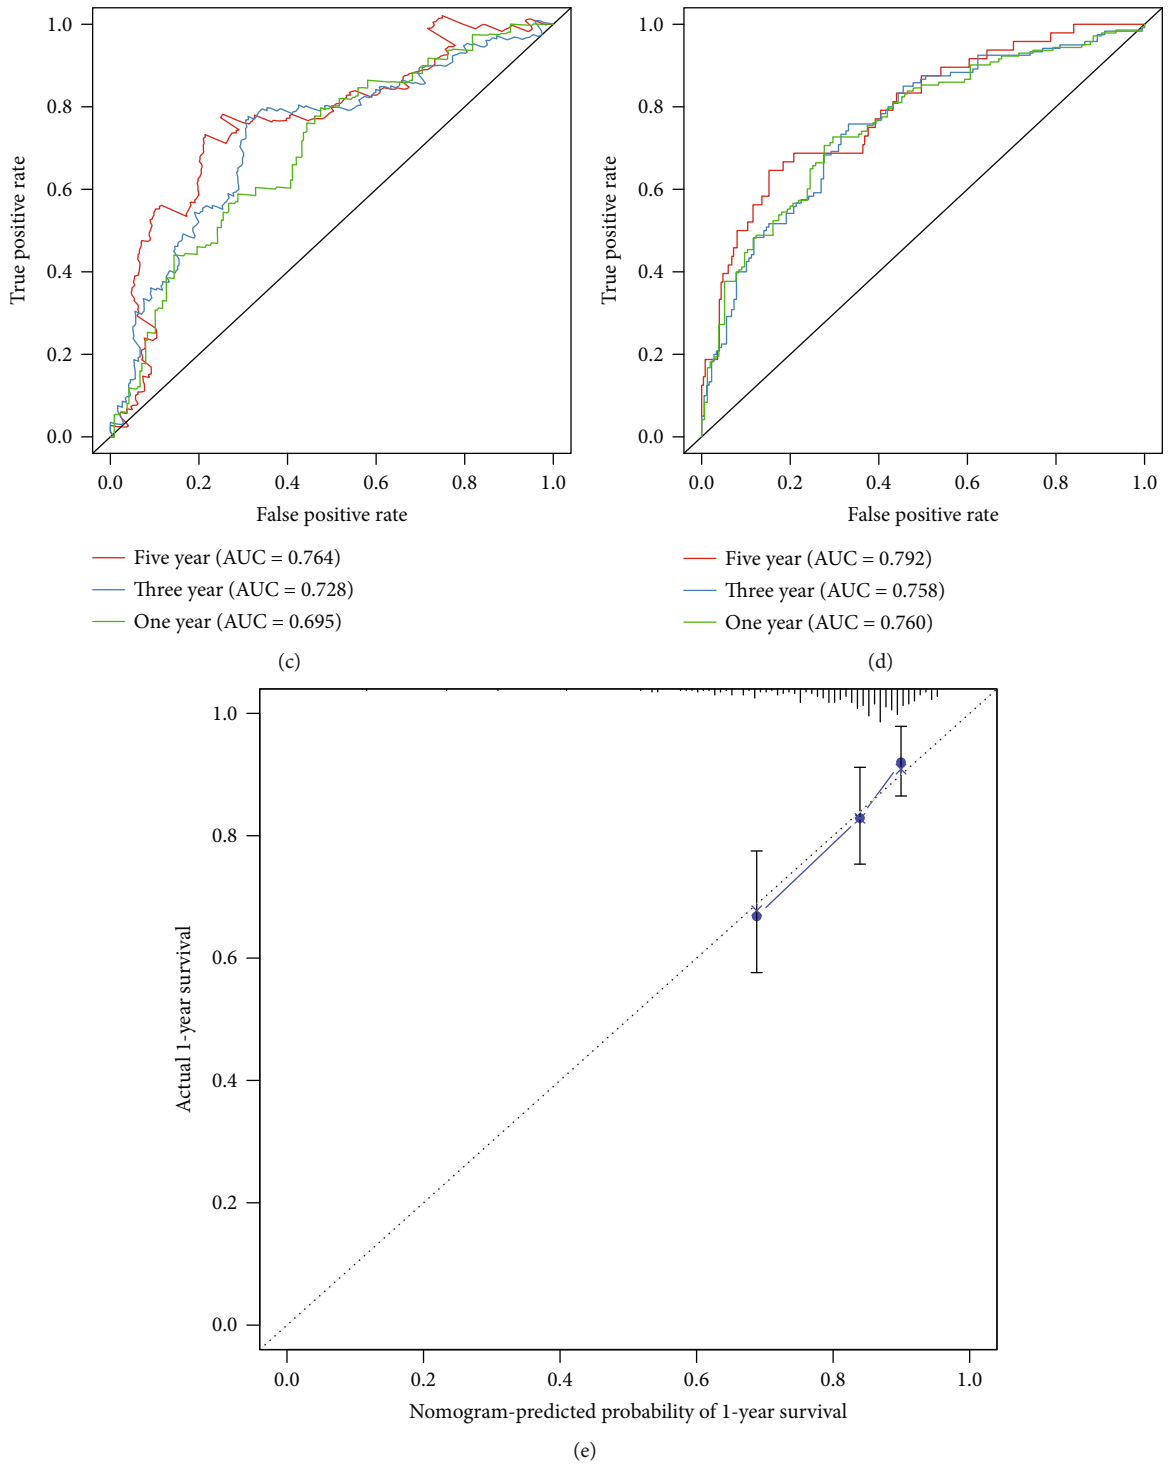 1.0
0.8
0.6
0.4
0.2
0.0
True positive rate
0.0 0.2 0.4 0.6 0.8 1.0
False positive rate
Five year (AUC = 0.764)
Three year (AUC = 0.728)
One year (AUC = 0.695)
(c)
1.0
0.8
0.6
0.4
0.2
0.0
True positive rate
0.0 0.2 0.4 0.6 0.8 1.0
False positive rate
Five year (AUC = 0.792)
Three year (AUC = 0.758)
One year (AUC = 0.760)
(d)
1.0
0.8
0.6
0.4
0.2
0.0
Actual 1-year survival
0.0 0.2 0.4 0.6 0.8 1.0
Nomogram-predicted probability of 1-year survival
(e)